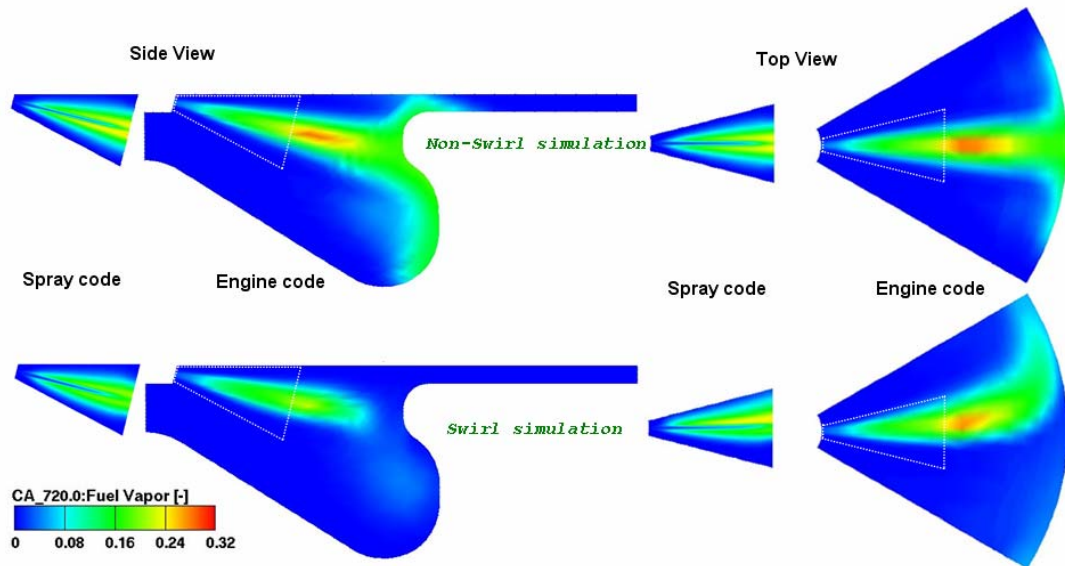 Side View
Top View
Non-Swirl simulation
Spray code
Engine code
Spray code
Engine code
Swirl simulation
CA_720.0:Fuel Vapor [-]
0 0.08 0.16 0.24 0.32